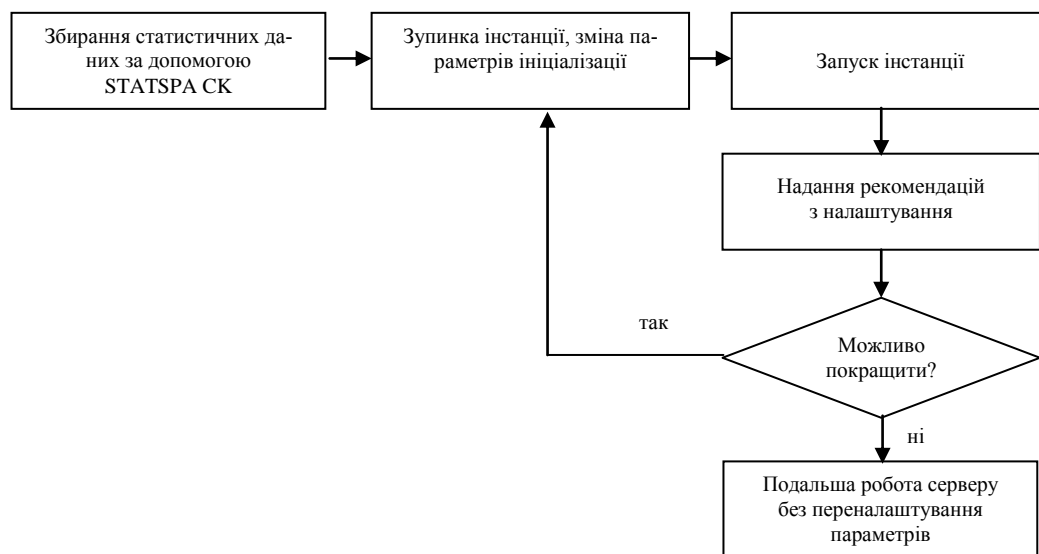 Збирання статистичних да-
них за допомогою
STATSPA CK
Зупинка інстанції, зміна па-
раметрів ініціалізації
Запуск інстанції
Надання рекомендацій
з налаштування
так
Можливо
покращити?
ні
Подальша робота серверу
без переналаштування
параметрів